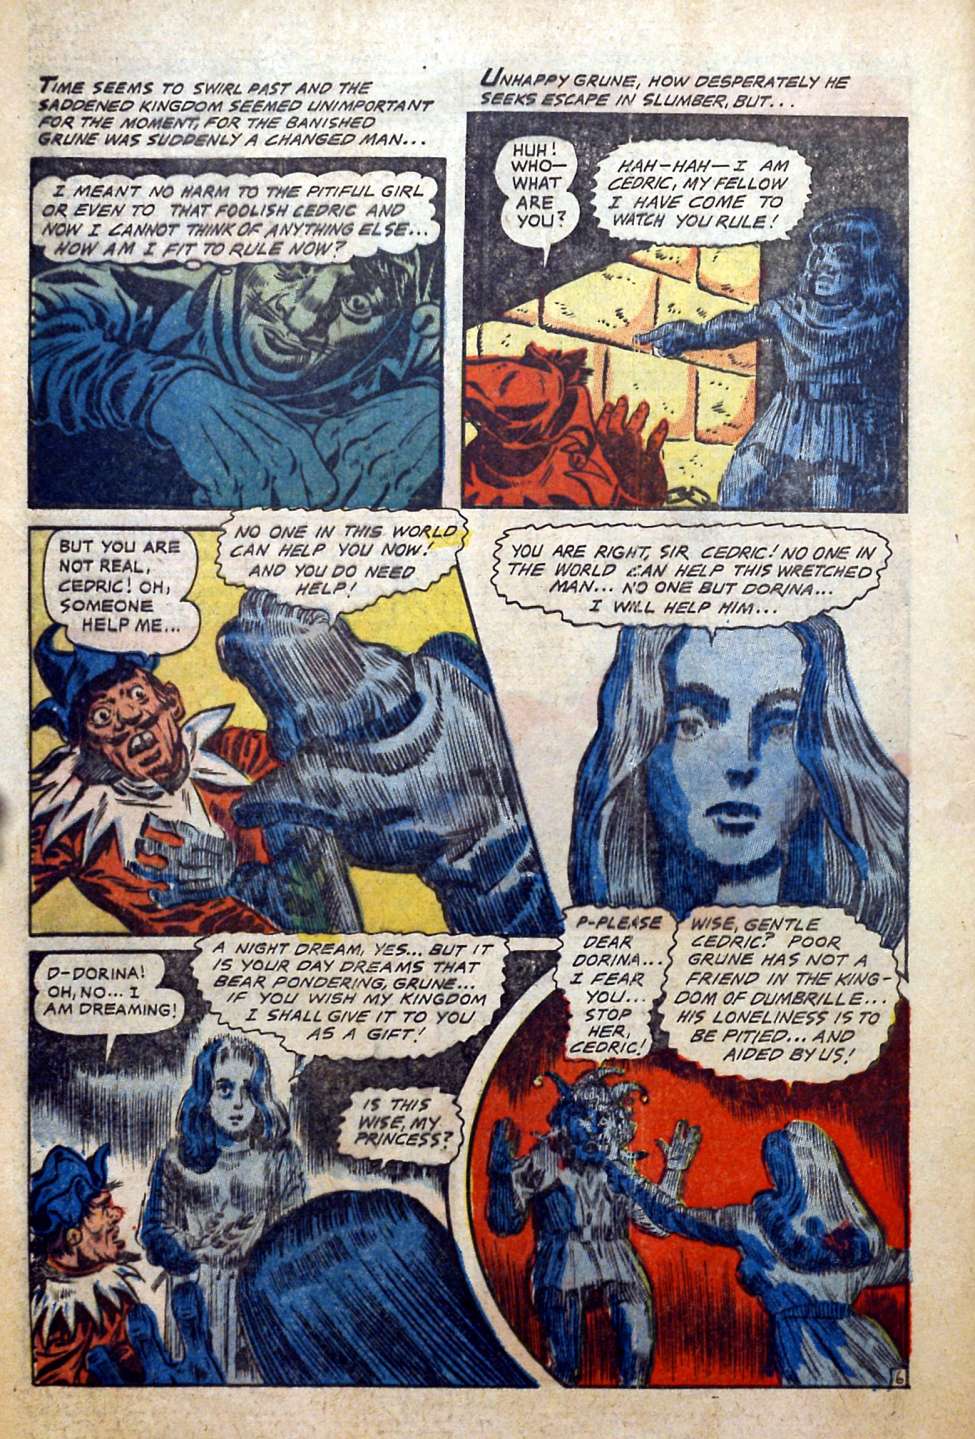 TIME SEEMS TO SWIRL PAST AND THE
SADDENED KINGDOM SEEMED UNIMPORTANT
FOR THE MOMENT, FOR THE BANISHED
GRUNE WAS SUDDENLY A CHANGED MAN...
I MEANT NO HARM TO THE PITIFUL GIRL
OR EVEN TO THAT FOOLISH CEDRIC AND
NOW I CANNOT THINK OF ANYTHING ELSE...
HOW AM I FIT TO RULE NOW?
UNHAPPY GRUNE, HOW DESPERATELY HE
SEEKS ESCAPE IN SLUMBER, BUT...
HUH!
WHO—
WHAT
ARE
YOU?
HAH-HAH—I AM
CEDRIC, MY FELLOW
I HAVE COME TO
WATCH YOU RULE!
BUT YOU ARE
NOT REAL,
CEDRIC! OH,
SOMEONE
HELP ME...
NO ONE IN THIS WORLD
CAN HELP YOU NOW!
AND YOU DO NEED
HELP!
YOU ARE RIGHT, SIR CEDRIC! NO ONE IN
THE WORLD CAN HELP THIS WRETCHED
MAN... NO ONE BUT DORINA...
I WILL HELP HIM...
D-DORINA!
OH, NO... I
AM DREAMING!
A NIGHT DREAM, YES... BUT IT
IS YOUR DAY DREAMS THAT
BEAR PONDERING, GRUNE...
IF YOU WISH MY KINGDOM
I SHALL GIVE IT TO YOU
AS A GIFT!
IS THIS
WISE, MY
PRINCESS?
P-PLEASE
DEAR
DORINA...
I FEAR
YOU...
STOP
HER,
CEDRIC!
WISE, GENTLE
CEDRIC? POOR
GRUNE HAS NOT A
FRIEND IN THE KING-
DOM OF DUMBRILLE...
HIS LONELINESS IS TO
BE PITIED... AND
AIDED BY US!
6